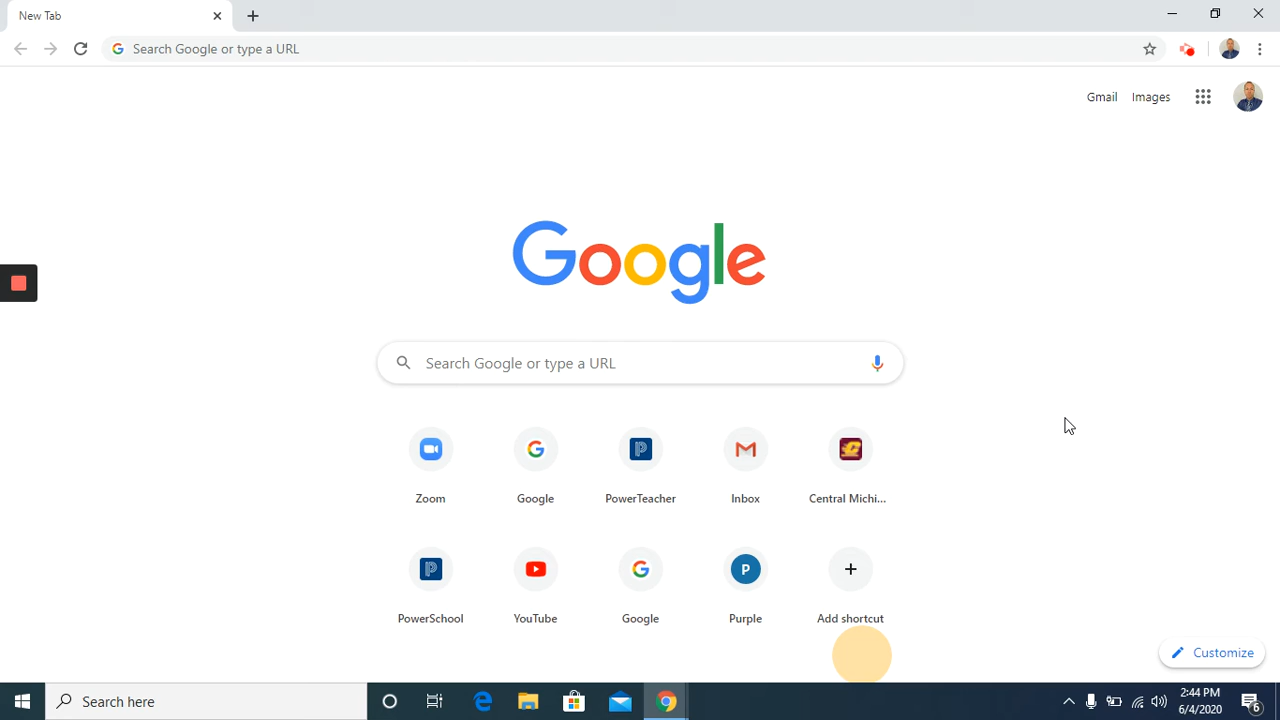 New Tab
Search Google or type a URL
Gmail Images
Google
Search Google or type a URL
Zoom Google PowerTeacher Inbox Central Michi...
P
PowerSchool YouTube Google Purple Add shortcut
Customize
Search here
2:44 PM
6/4/2020
6